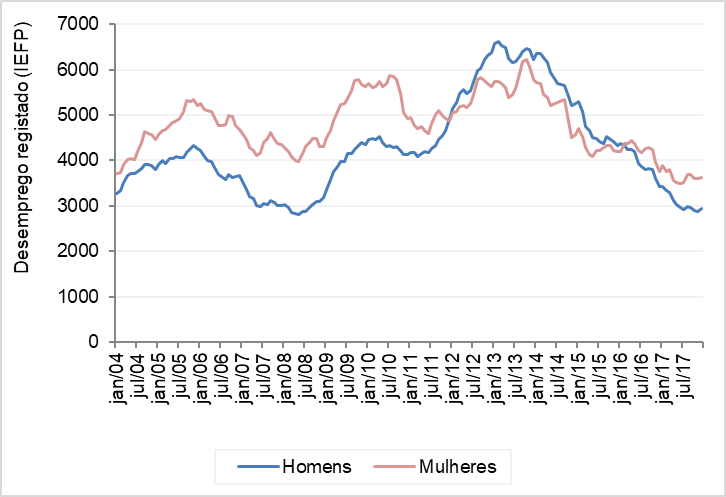 Desemprego registado (IEFP)
7000
6000
5000
4000
3000
2000
1000
0
jan/04
jul/04
jan/05
jul/05
jan/06
jul/06
jan/07
jul/07
jan/08
jul/08
jan/09
jul/09
jan/10
jul/10
jan/11
jul/11
jan/12
jul/12
jan/13
jul/13
jan/14
jul/14
jan/15
jul/15
jan/16
jul/16
jan/17
jul/17
Homens
Mulheres